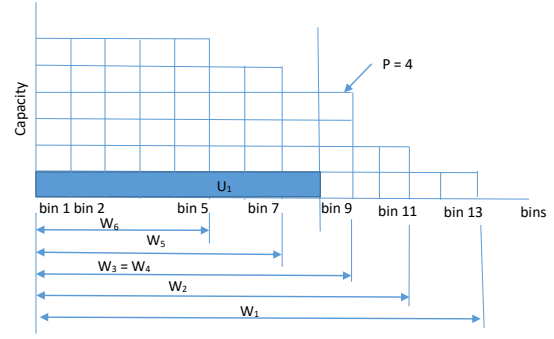 P = 4
Capacity
U1
bin 1 bin 2 bin 5 bin 7 bin 9 bin 11 bin 13 bins
W6
W5
W3 = W4
W2
W1